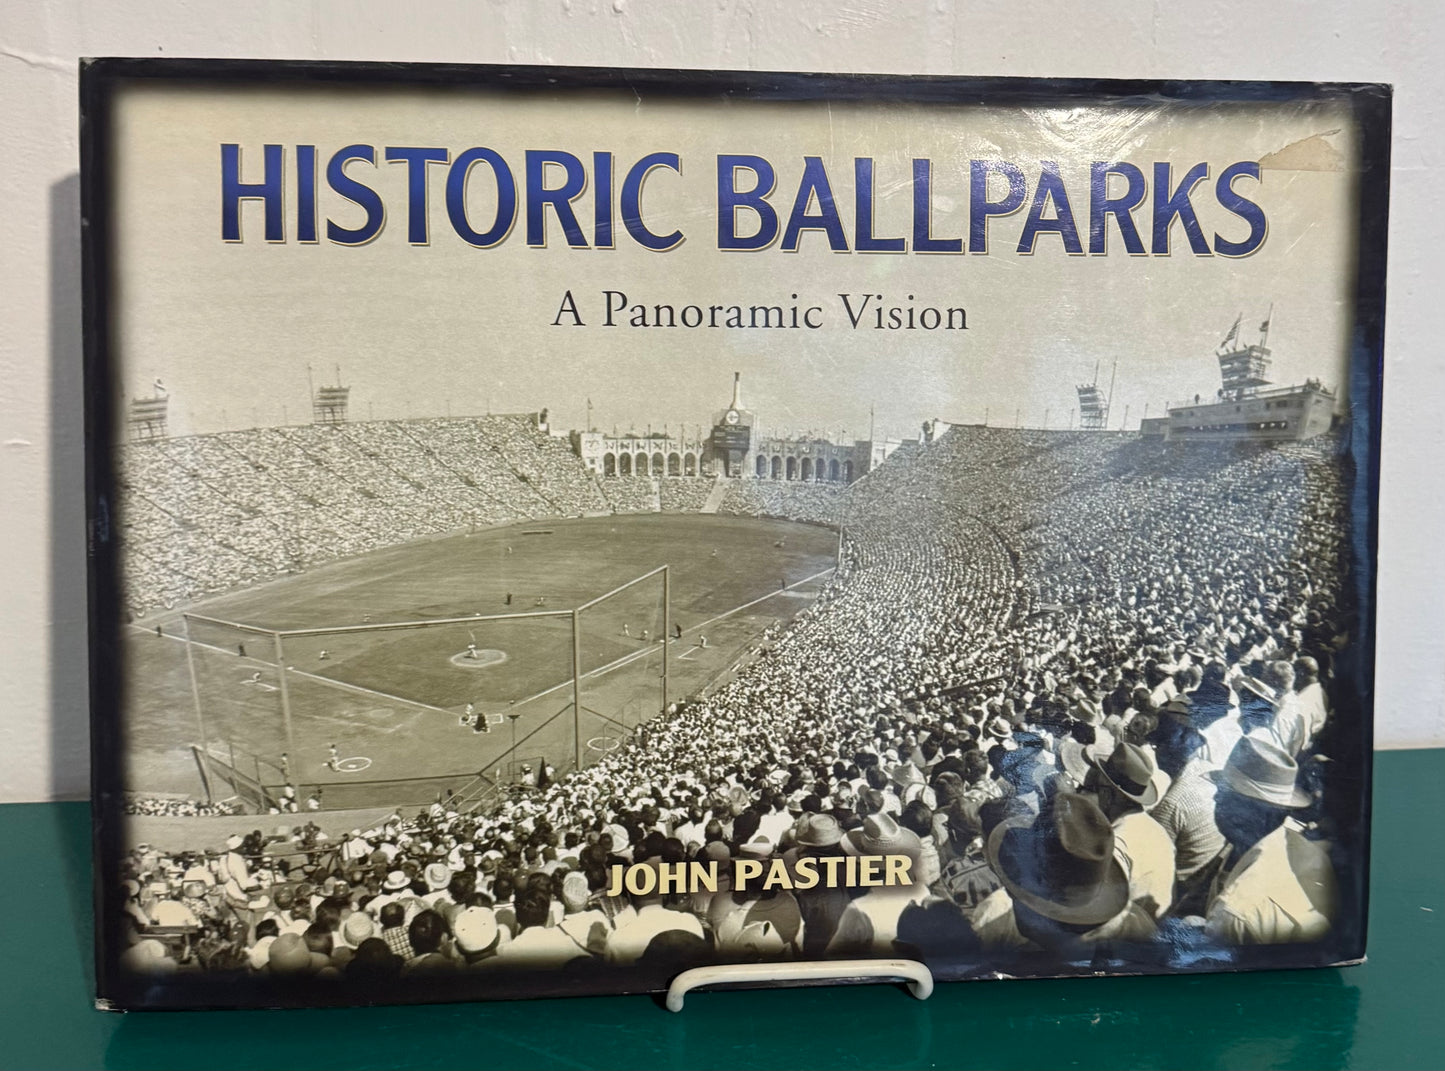 HISTORIC BALLPARKS
A Panoramic Vision
JOHN PASTIER